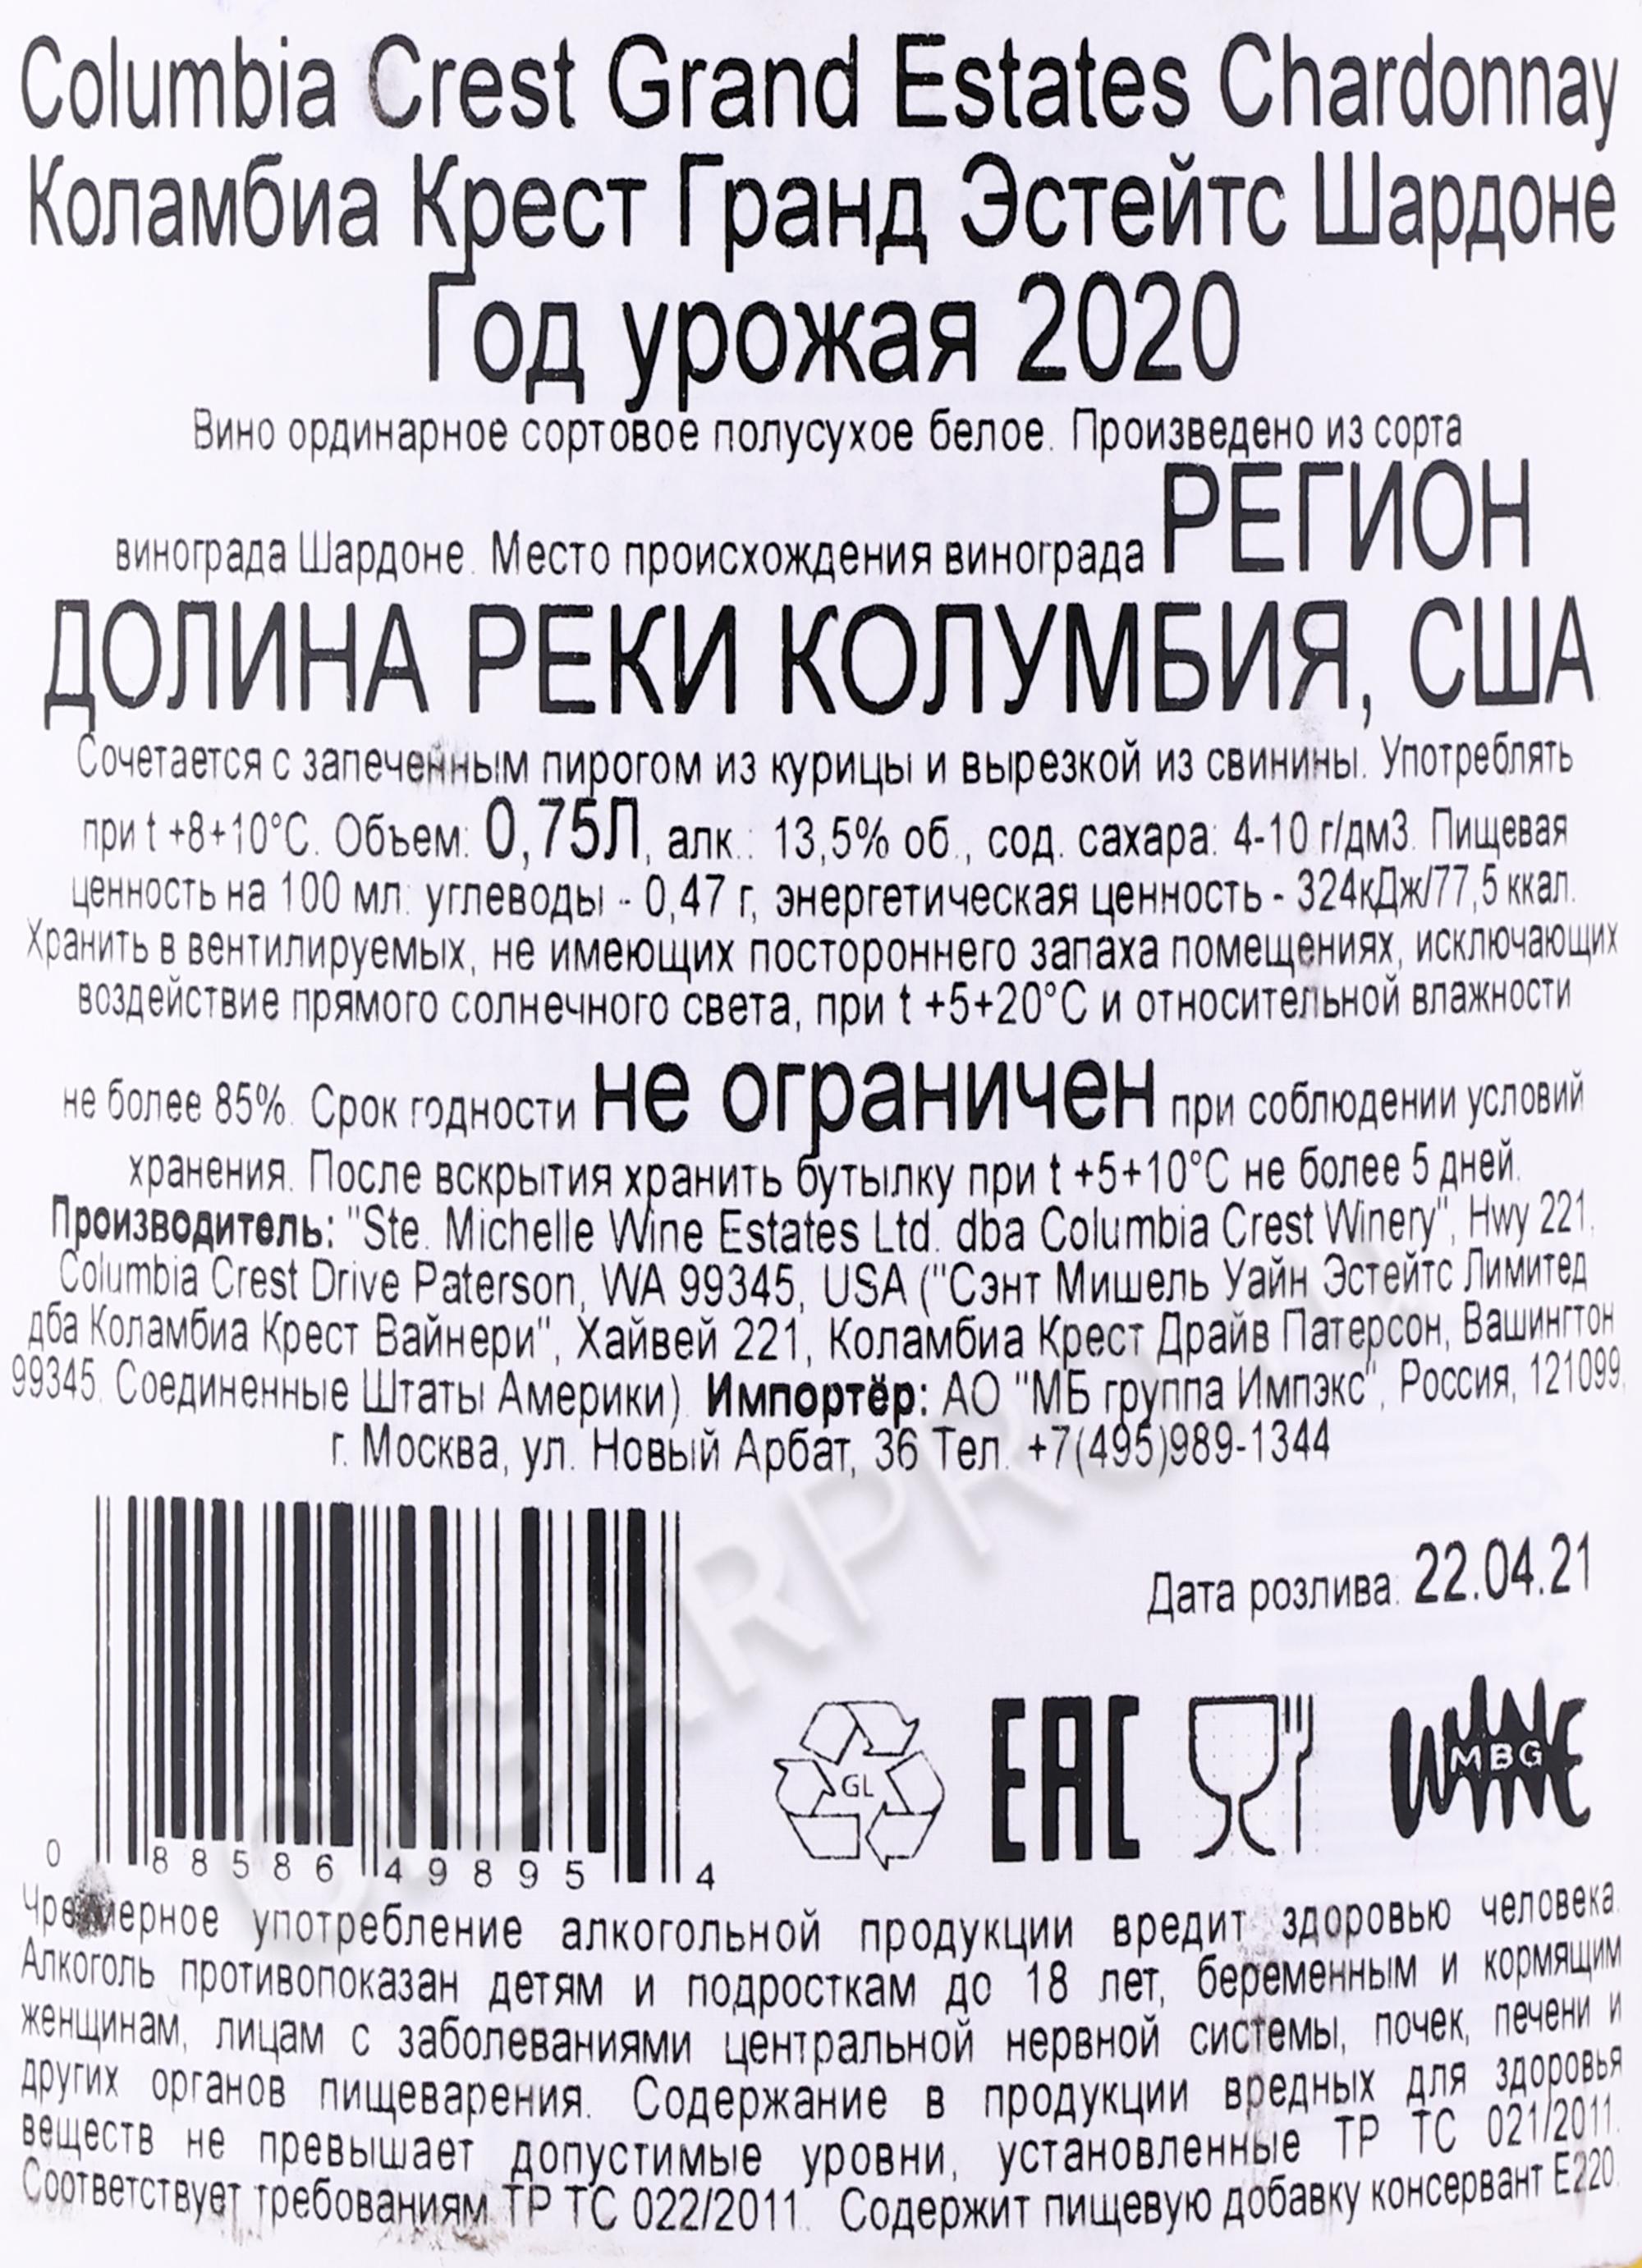 Columbia Crest Grand Estates Chardonnay
Коламбиа Крест Гранд Эстейтс Шардоне
Год урожая 2020
Вино ординарное сортовое полусухое белое. Произведено из сорта
винограда Шардоне. Место происхождения винограда РЕГИОН
ДОЛИНА РЕКИ КОЛУМБИЯ, США
Сочетается с запеченным пирогом из курицы и вырезкой из свинины. Употреблять
при t +8+10°C. Объем: 0,75Л, алк.: 13,5% об., сод. сахара: 4-10 г/дм3. Пищевая
ценность на 100 мл: углеводы - 0,47 г, энергетическая ценность - 324кДж/77,5 ккал.
Хранить в вентилируемых, не имеющих постороннего запаха помещениях, исключающих
воздействие прямого солнечного света, при t +5+20°C и относительной влажности
не более 85%. Срок годности не ограничен при соблюдении условий
хранения. После вскрытия хранить бутылку при t +5+10°C не более 5 дней.
Производитель: "Ste. Michelle Wine Estates Ltd. dba Columbia Crest Winery", Hwy 221,
Columbia Crest Drive Paterson, WA 99345, USA ("Сэнт Мишель Уайн Эстейтс Лимитед
дба Коламбиа Крест Вайнери", Хайвей 221, Коламбиа Крест Драйв Патерсон, Вашингтон
99345. Соединенные Штаты Америки). Импортёр: АО "МБ группа Импэкс", Россия, 121099,
г. Москва, ул. Новый Арбат, 36 Тел. +7(495)989-1344
Дата розлива: 22.04.21
GL
EAC
WINE
MBG
0 88586 49895 4
CIGARPRO.RU
Чрезмерное употребление алкогольной продукции вредит здоровью человека.
Алкоголь противопоказан детям и подросткам до 18 лет, беременным и кормящим
женщинам, лицам с заболеваниями центральной нервной системы, почек, печени и
других органов пищеварения. Содержание в продукции вредных для здоровья
веществ не превышает допустимые уровни, установленные ТР ТС 021/2011.
Соответствует требованиям ТР ТС 022/2011. Содержит пищевую добавку консервант Е220.